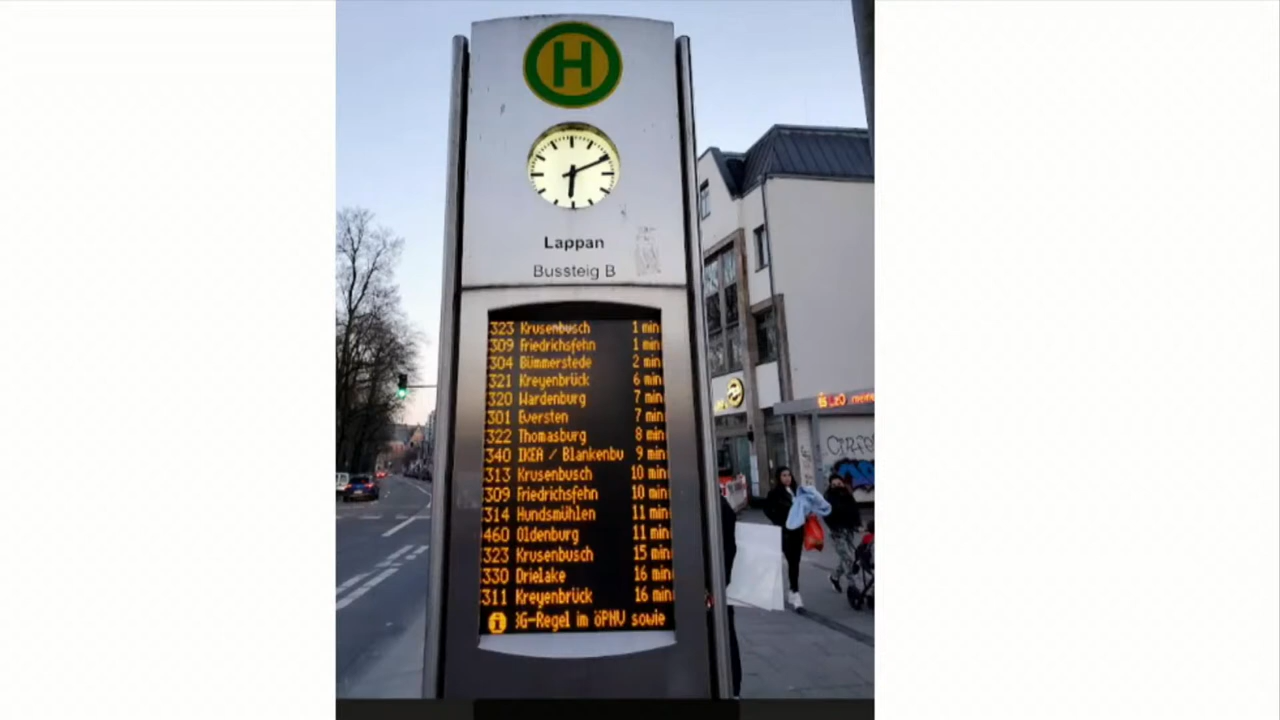 H
Lappan
Bussteig B
323 Krusenbusch 1 min
309 Friedrichsfehn 1 min
304 Bümmerstede 2 min
321 Kreyenbrück 6 min
320 Wardenburg 7 min
301 Eversten 7 min
322 Thomasburg 8 min
340 IKEA / Blankenbu 9 min
313 Krusenbusch 10 min
309 Friedrichsfehn 10 min
314 Hundsmühlen 11 min
460 Oldenburg 11 min
323 Krusenbusch 15 min
330 Drielake 16 min
311 Kreyenbrück 16 min
i 3G-Regel im öPNV sowie